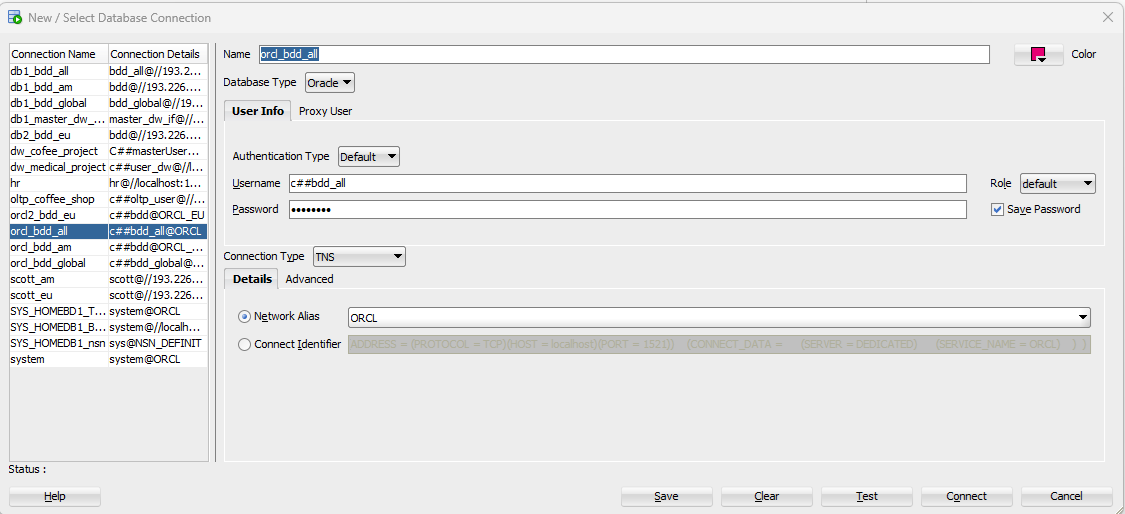 New / Select Database Connection
Connection Name Connection Details
db1_bdd_all bdd_all@//193.2...
db1_bdd_am bdd@//193.226....
db1_bdd_global bdd_global@//19...
db1_master_dw_... master_dw_if@//...
db2_bdd_eu bdd@//193.226....
dw_cofee_project C##masterUser...
dw_medical_project c##user_dw@//l...
hr hr@//localhost:1...
oltp_coffee_shop c##oltp_user@//...
orcl2_bdd_eu c##bdd@ORCL_EU
orcl_bdd_all c##bdd_all@ORCL
orcl_bdd_am c##bdd@ORCL_...
orcl_bdd_global c##bdd_global@...
scott_am scott@//193.226...
scott_eu scott@//193.226...
SYS_HOMEBD1_T... system@ORCL
SYS_HOMEDB1_B... system@//localh...
SYS_HOMEDB1_nsn sys@NSN_DEFINIT
system system@ORCL
Name orcl_bdd_all Color
Database Type Oracle
User Info Proxy User
Authentication Type Default
Username c##bdd_all Role default
Password •••••••• Save Password
Connection Type TNS
Details Advanced
Network Alias ORCL
Connect Identifier ADDRESS = (PROTOCOL = TCP)(HOST = localhost)(PORT = 1521)) (CONNECT_DATA = (SERVER = DEDICATED) (SERVICE_NAME = ORCL) ) )
Status :
Help Save Clear Test Connect Cancel